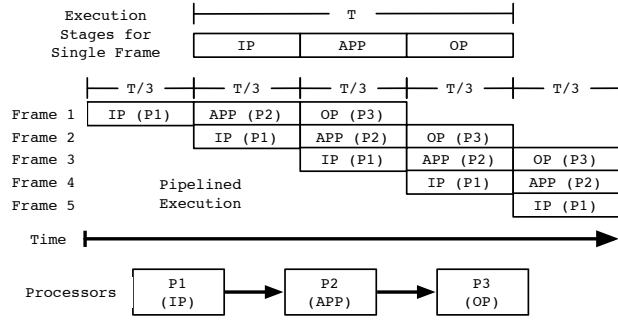 Execution
Stages for
Single Frame
T
IP APP OP
T/3 T/3 T/3 T/3 T/3
Frame 1 IP (P1) APP (P2) OP (P3)
Frame 2 IP (P1) APP (P2) OP (P3)
Frame 3 IP (P1) APP (P2) OP (P3)
Frame 4 IP (P1) APP (P2)
Frame 5 IP (P1)
Pipelined
Execution
Time
Processors
P1
(IP)
P2
(APP)
P3
(OP)